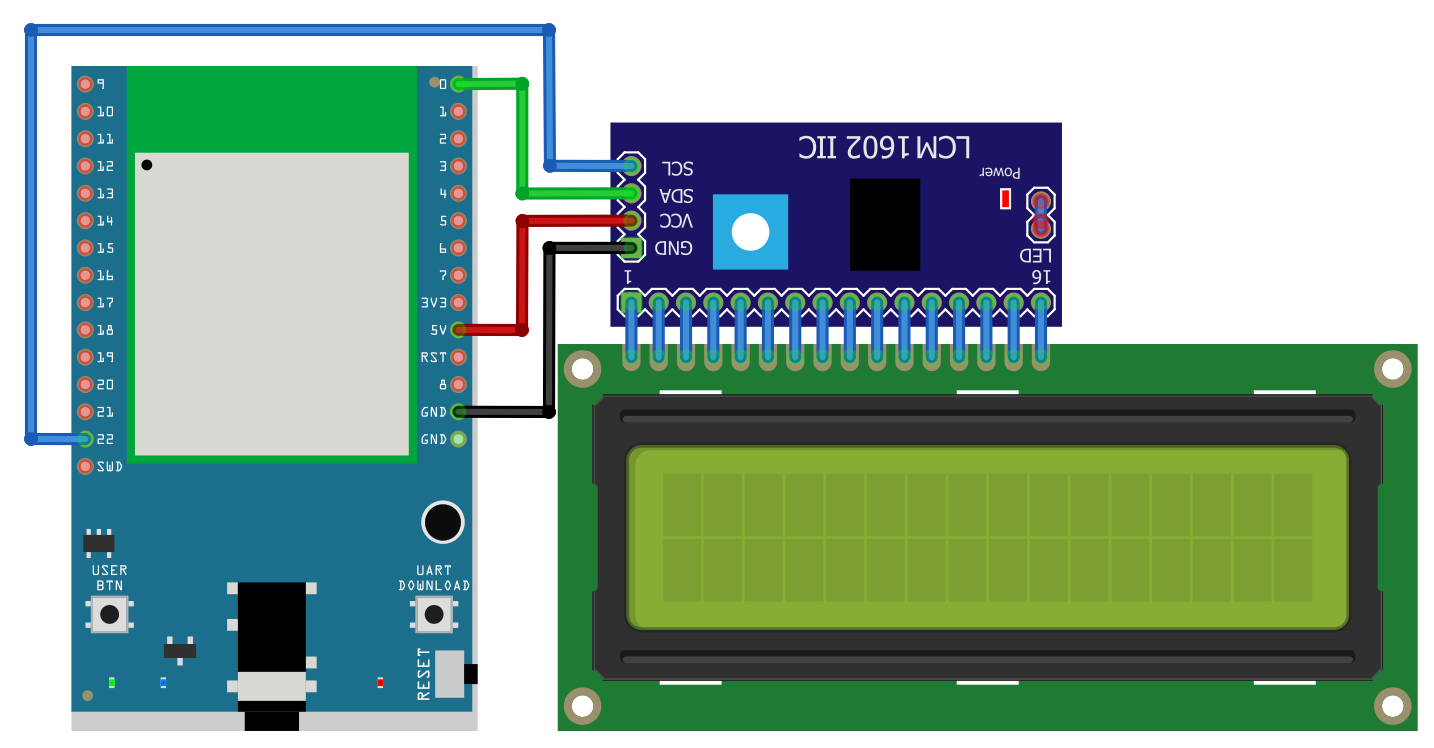 9
10
11
12
13
14
15
16
17
18
19
20
21
22
SWD
0
1
2
3
4
5
6
7
3V3
5V
RST
8
GND
GND
USER
BTN
UART
DOWNLOAD
RESET
LCM1602 IIC
SCL
SDA
VCC
GND
Power
LED
1
16